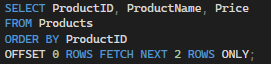 SELECT ProductID, ProductName, Price
FROM Products
ORDER BY ProductID
OFFSET 0 ROWS FETCH NEXT 2 ROWS ONLY;